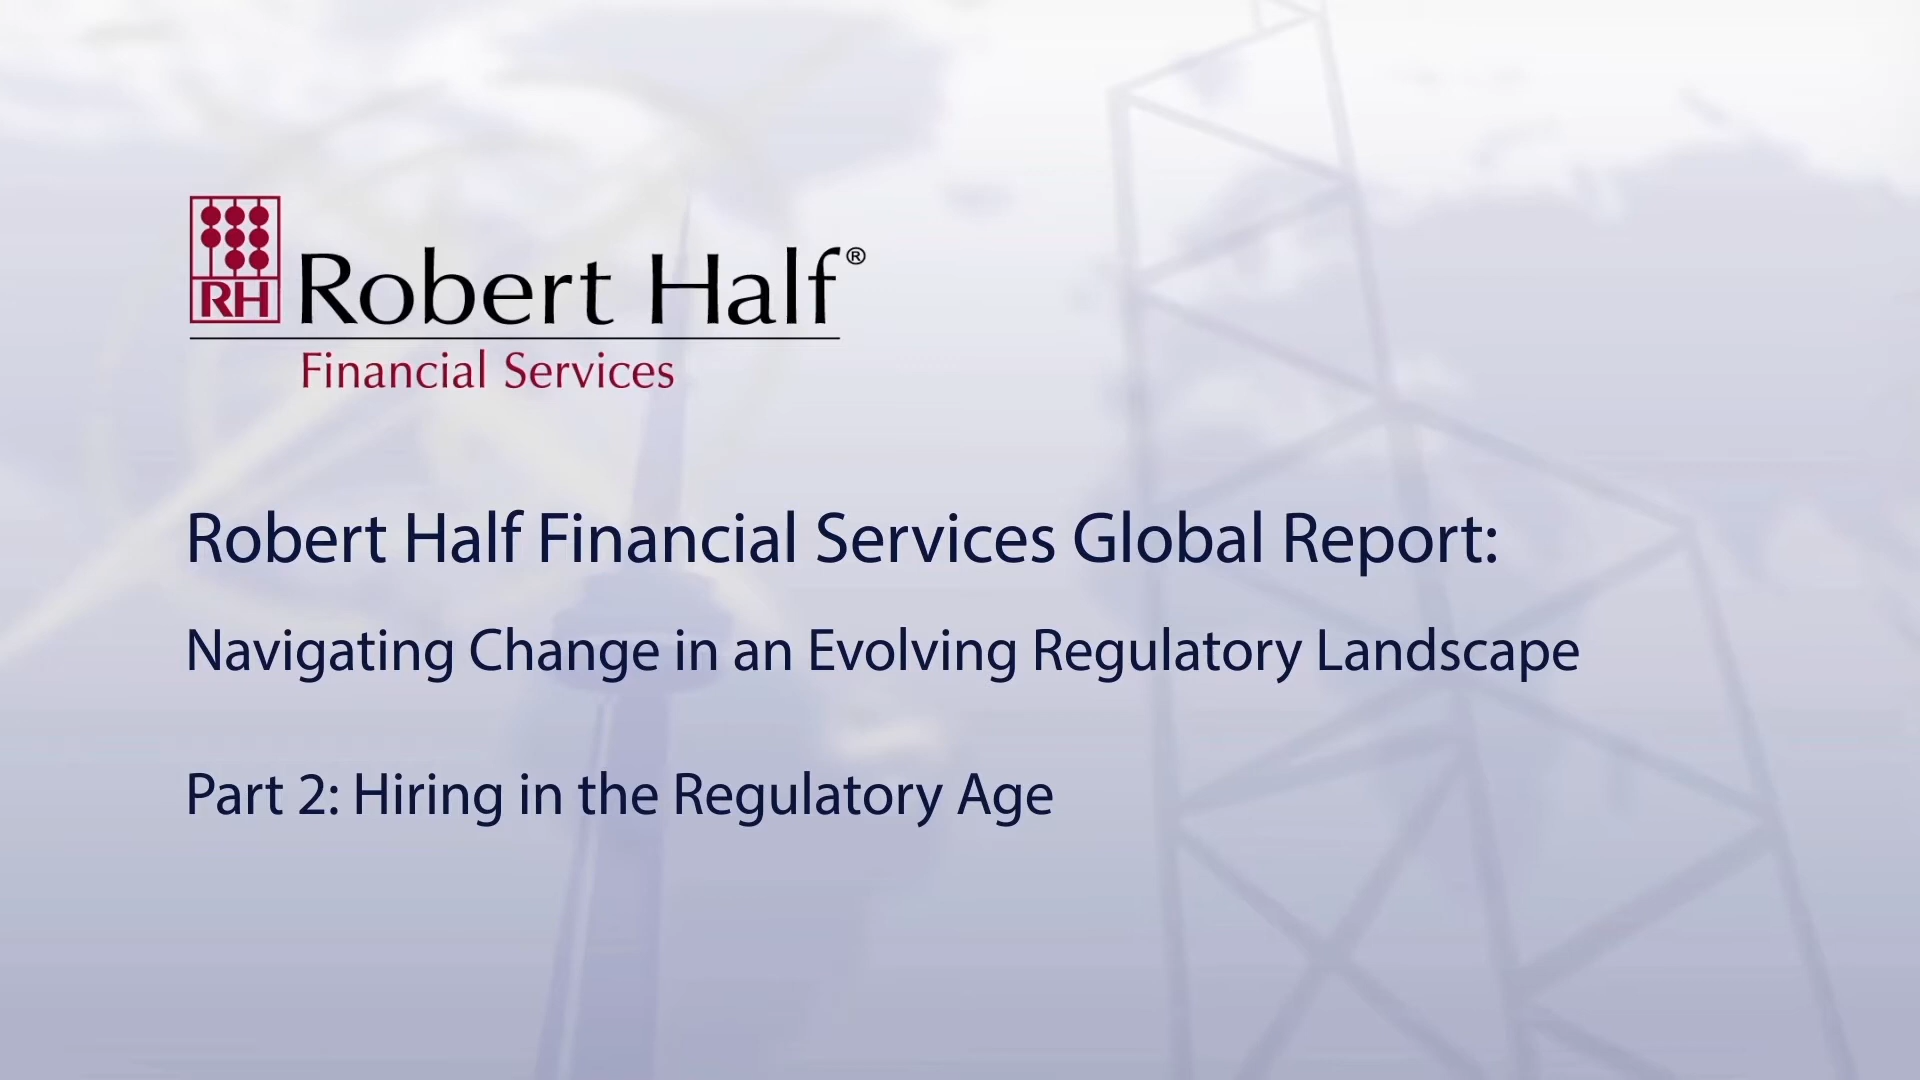 RH
Robert Half®
Financial Services
Robert Half Financial Services Global Report:
Navigating Change in an Evolving Regulatory Landscape
Part 2: Hiring in the Regulatory Age